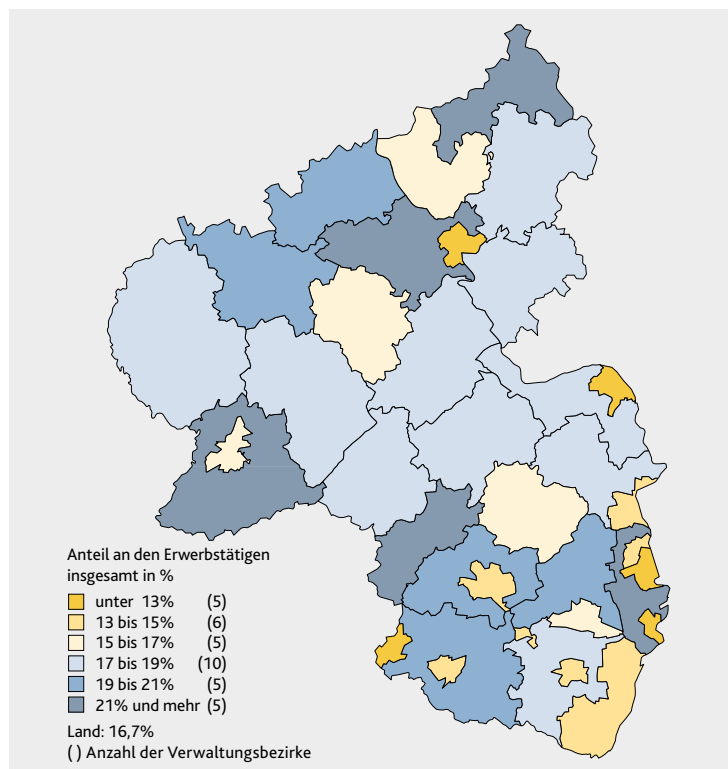 Anteil an den Erwerbstätigen
insgesamt in %
unter 13% (5)
13 bis 15% (6)
15 bis 17% (5)
17 bis 19% (10)
19 bis 21% (5)
21% und mehr (5)
Land: 16,7%
( ) Anzahl der Verwaltungsbezirke